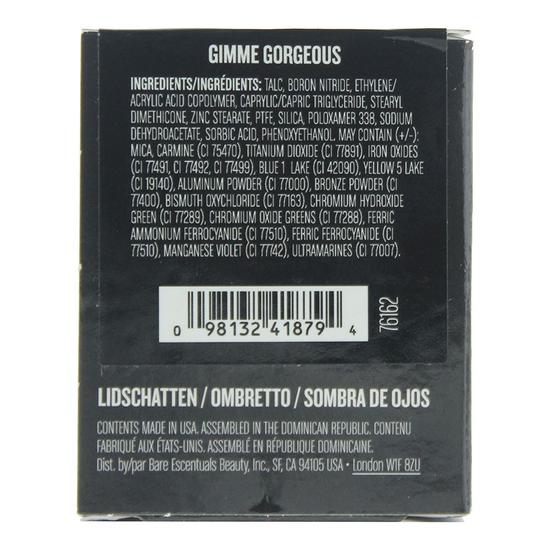 GIMME GORGEOUS
INGREDIENTS/INGRÉDIENTS: TALC, BORON NITRIDE, ETHYLENE/
ACRYLIC ACID COPOLYMER, CAPRYLIC/CAPRIC TRIGLYCERIDE, STEARYL
DIMETHICONE, ZINC STEARATE, PTFE, SILICA, POLOXAMER 338, SODIUM
DEHYDROACETATE, SORBIC ACID, PHENOXYETHANOL. MAY CONTAIN (+/-):
MICA, CARMINE (CI 75470), TITANIUM DIOXIDE (CI 77891), IRON OXIDES
(CI 77491, CI 77492, CI 77499), BLUE 1 LAKE (CI 42090), YELLOW 5 LAKE
(CI 19140), ALUMINUM POWDER (CI 77000), BRONZE POWDER (CI
77400), BISMUTH OXYCHLORIDE (CI 77163), CHROMIUM HYDROXIDE
GREEN (CI 77289), CHROMIUM OXIDE GREENS (CI 77288), FERRIC
AMMONIUM FERROCYANIDE (CI 77510), FERRIC FERROCYANIDE (CI
77510), MANGANESE VIOLET (CI 77742), ULTRAMARINES (CI 77007).
0 98132 41879 4
76162
LIDSCHATTEN / OMBRETTO / SOMBRA DE OJOS
CONTENTS MADE IN USA. ASSEMBLED IN THE DOMINICAN REPUBLIC. CONTENU
FABRIQUÉ AUX ÉTATS-UNIS. ASSEMBLÉ EN RÉPUBLIQUE DOMINICAINE.
Dist. by/par Bare Escentuals Beauty, Inc., SF, CA 94105 USA • London W1F 8ZU